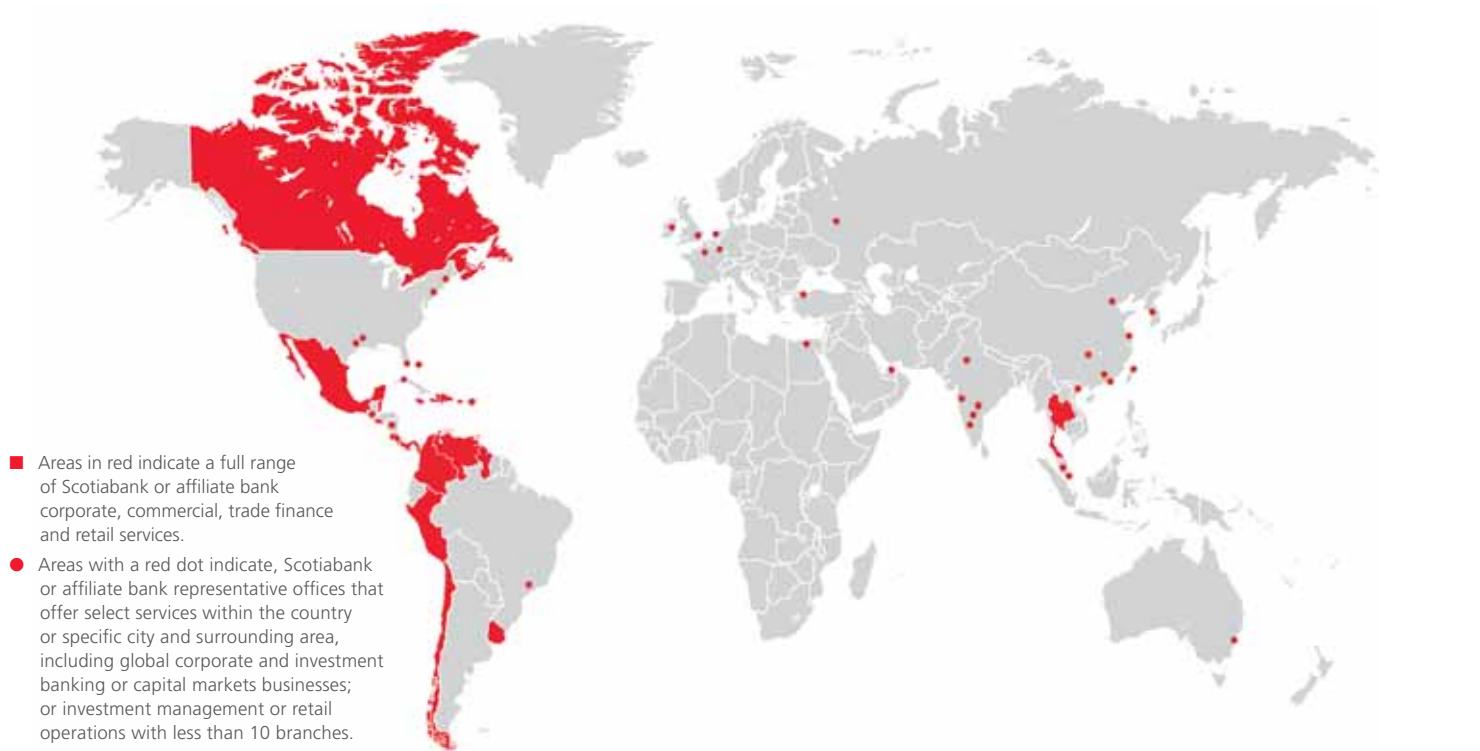 Areas in red indicate a full range
of Scotiabank or affiliate bank
corporate, commercial, trade finance
and retail services.
Areas with a red dot indicate, Scotiabank
or affiliate bank representative offices that
offer select services within the country
or specific city and surrounding area,
including global corporate and investment
banking or capital markets businesses;
or investment management or retail
operations with less than 10 branches.